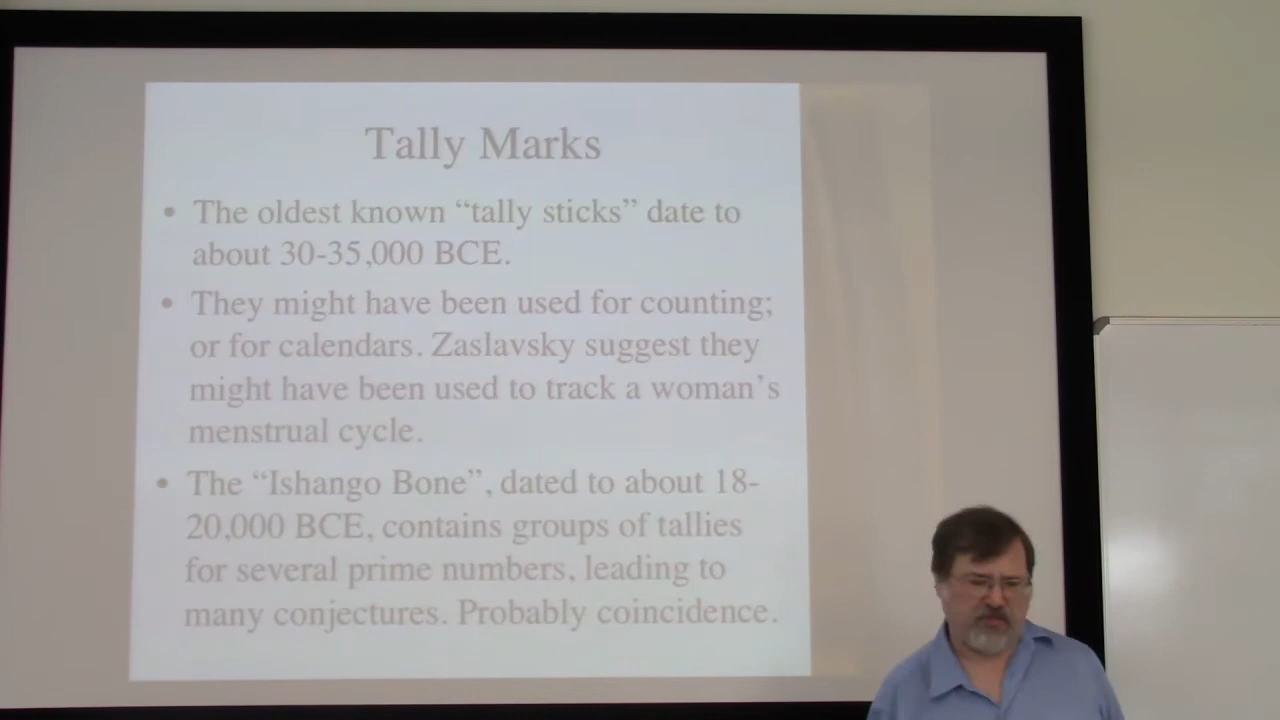 Tally Marks
• The oldest known “tally sticks” date to
about 30-35,000 BCE.
• They might have been used for counting;
or for calendars. Zaslavsky suggest they
might have been used to track a woman’s
menstrual cycle.
• The “Ishango Bone”, dated to about 18-
20,000 BCE, contains groups of tallies
for several prime numbers, leading to
many conjectures. Probably coincidence.